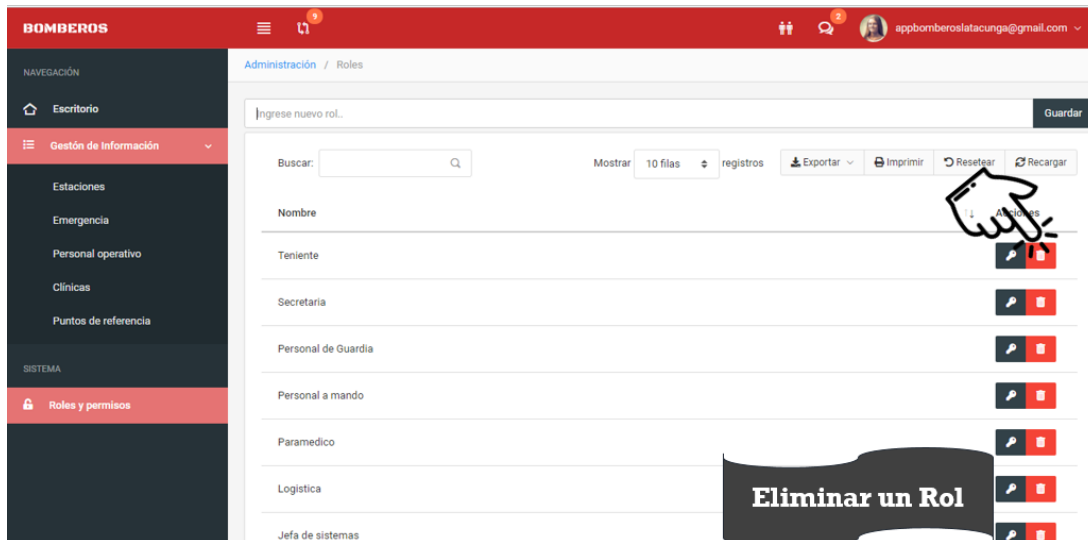 BOMBEROS
9
2
appbomberoslatacunga@gmail.com
NAVEGACIÓN
Escritorio
Gestión de Información
Estaciones
Emergencia
Personal operativo
Clínicas
Puntos de referencia
SISTEMA
Roles y permisos
Administración / Roles
Ingrese nuevo rol..
Guardar
Buscar:
Mostrar 10 filas registros
Exportar
Imprimir
Resetear
Recargar
Nombre
Acciones
Teniente
Secretaria
Personal de Guardia
Personal a mando
Paramedico
Logistica
Jefa de sistemas
Eliminar un Rol